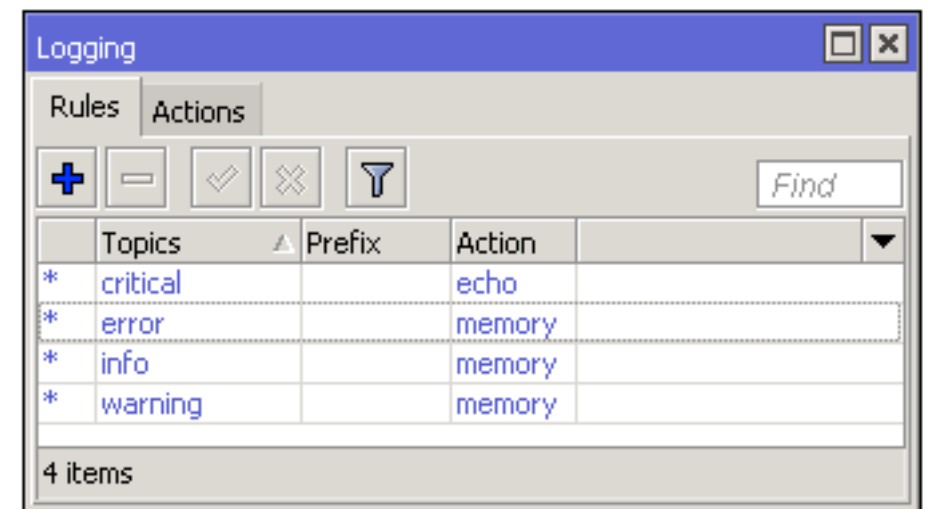 Logging
Rules Actions
Find
Topics Prefix Action
* critical echo
* error memory
* info memory
* warning memory
4 items